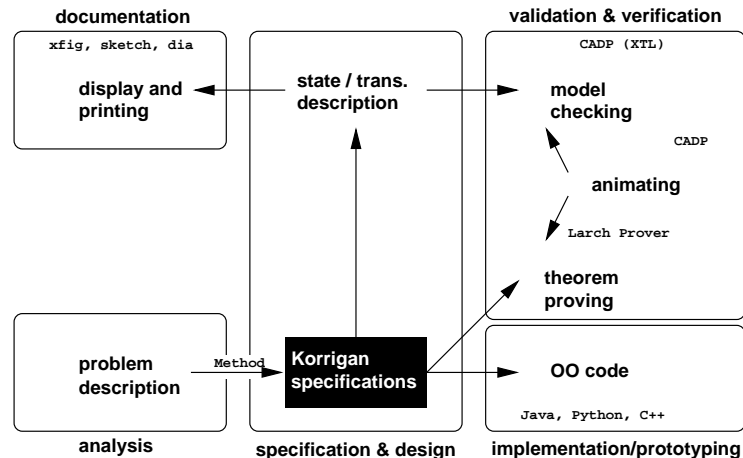 documentation
validation & verification
xfig, sketch, dia
display and
printing
state / trans.
description
CADP (XTL)
model
checking
CADP
animating
Larch Prover
theorem
proving
problem
description
Method
Korrigan
specifications
OO code
Java, Python, C++
analysis
specification & design
implementation/prototyping